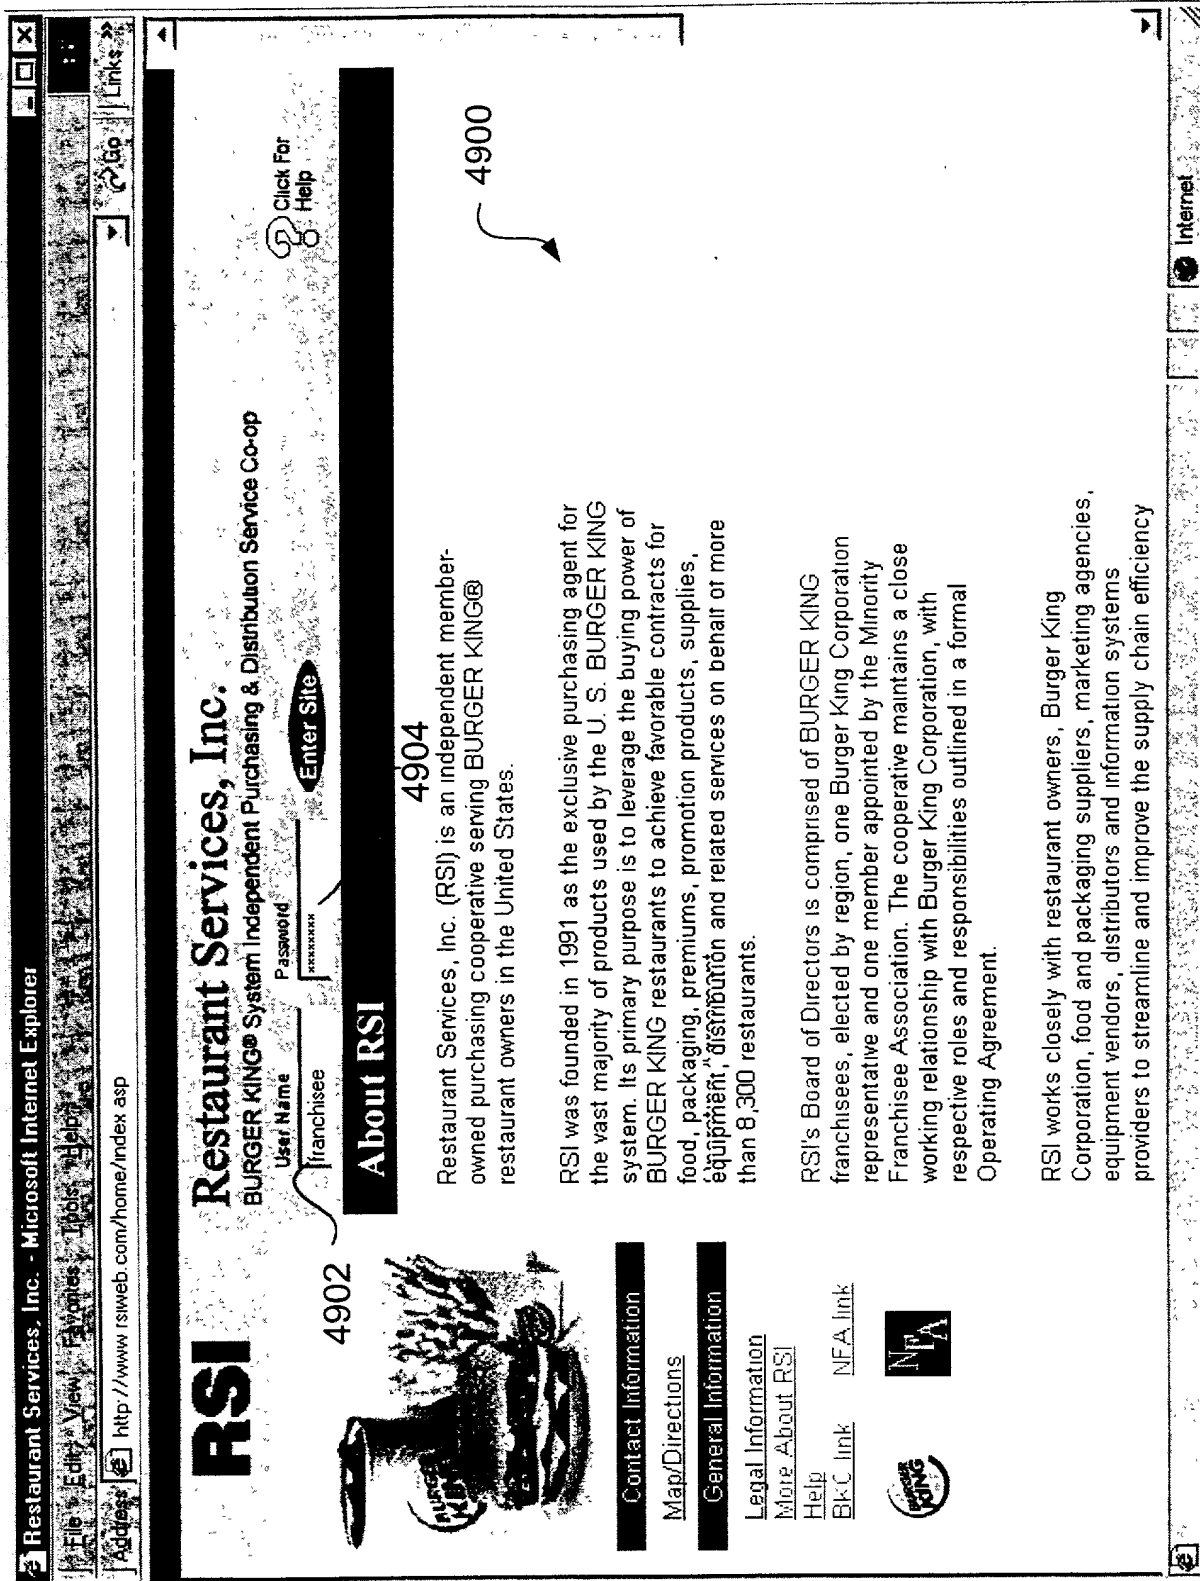 Restaurant Services, Inc. - Microsoft Internet Explorer
File Edit View Favorites Tools Help
Address http://www.rsiweb.com/home/index.asp Go Links »
RSI
Restaurant Services, Inc.
BURGER KING® System Independent Purchasing & Distribution Service Co-op
User Name Password
franchisee xxxxxxxx Enter Site
Click For
Help
4902
4904
4900
About RSI
BURGER
Contact Information
Map/Directions
General Information
Legal Information
More About RSI
Help
BKC link NFA link
BURGER
KING
NFA
Restaurant Services, Inc. (RSI) is an independent member-
owned purchasing cooperative serving BURGER KING®
restaurant owners in the United States.
RSI was founded in 1991 as the exclusive purchasing agent for
the vast majority of products used by the U. S. BURGER KING
system. Its primary purpose is to leverage the buying power of
BURGER KING restaurants to achieve favorable contracts for
food, packaging, premiums, promotion products, supplies,
equipment, distribution and related services on behalf of more
than 8,300 restaurants.
RSI's Board of Directors is comprised of BURGER KING
franchisees, elected by region, one Burger King Corporation
representative and one member appointed by the Minority
Franchisee Association. The cooperative maintains a close
working relationship with Burger King Corporation, with
respective roles and responsibilities outlined in a formal
Operating Agreement.
RSI works closely with restaurant owners, Burger King
Corporation, food and packaging suppliers, marketing agencies,
equipment vendors, distributors and information systems
providers to streamline and improve the supply chain efficiency
Internet